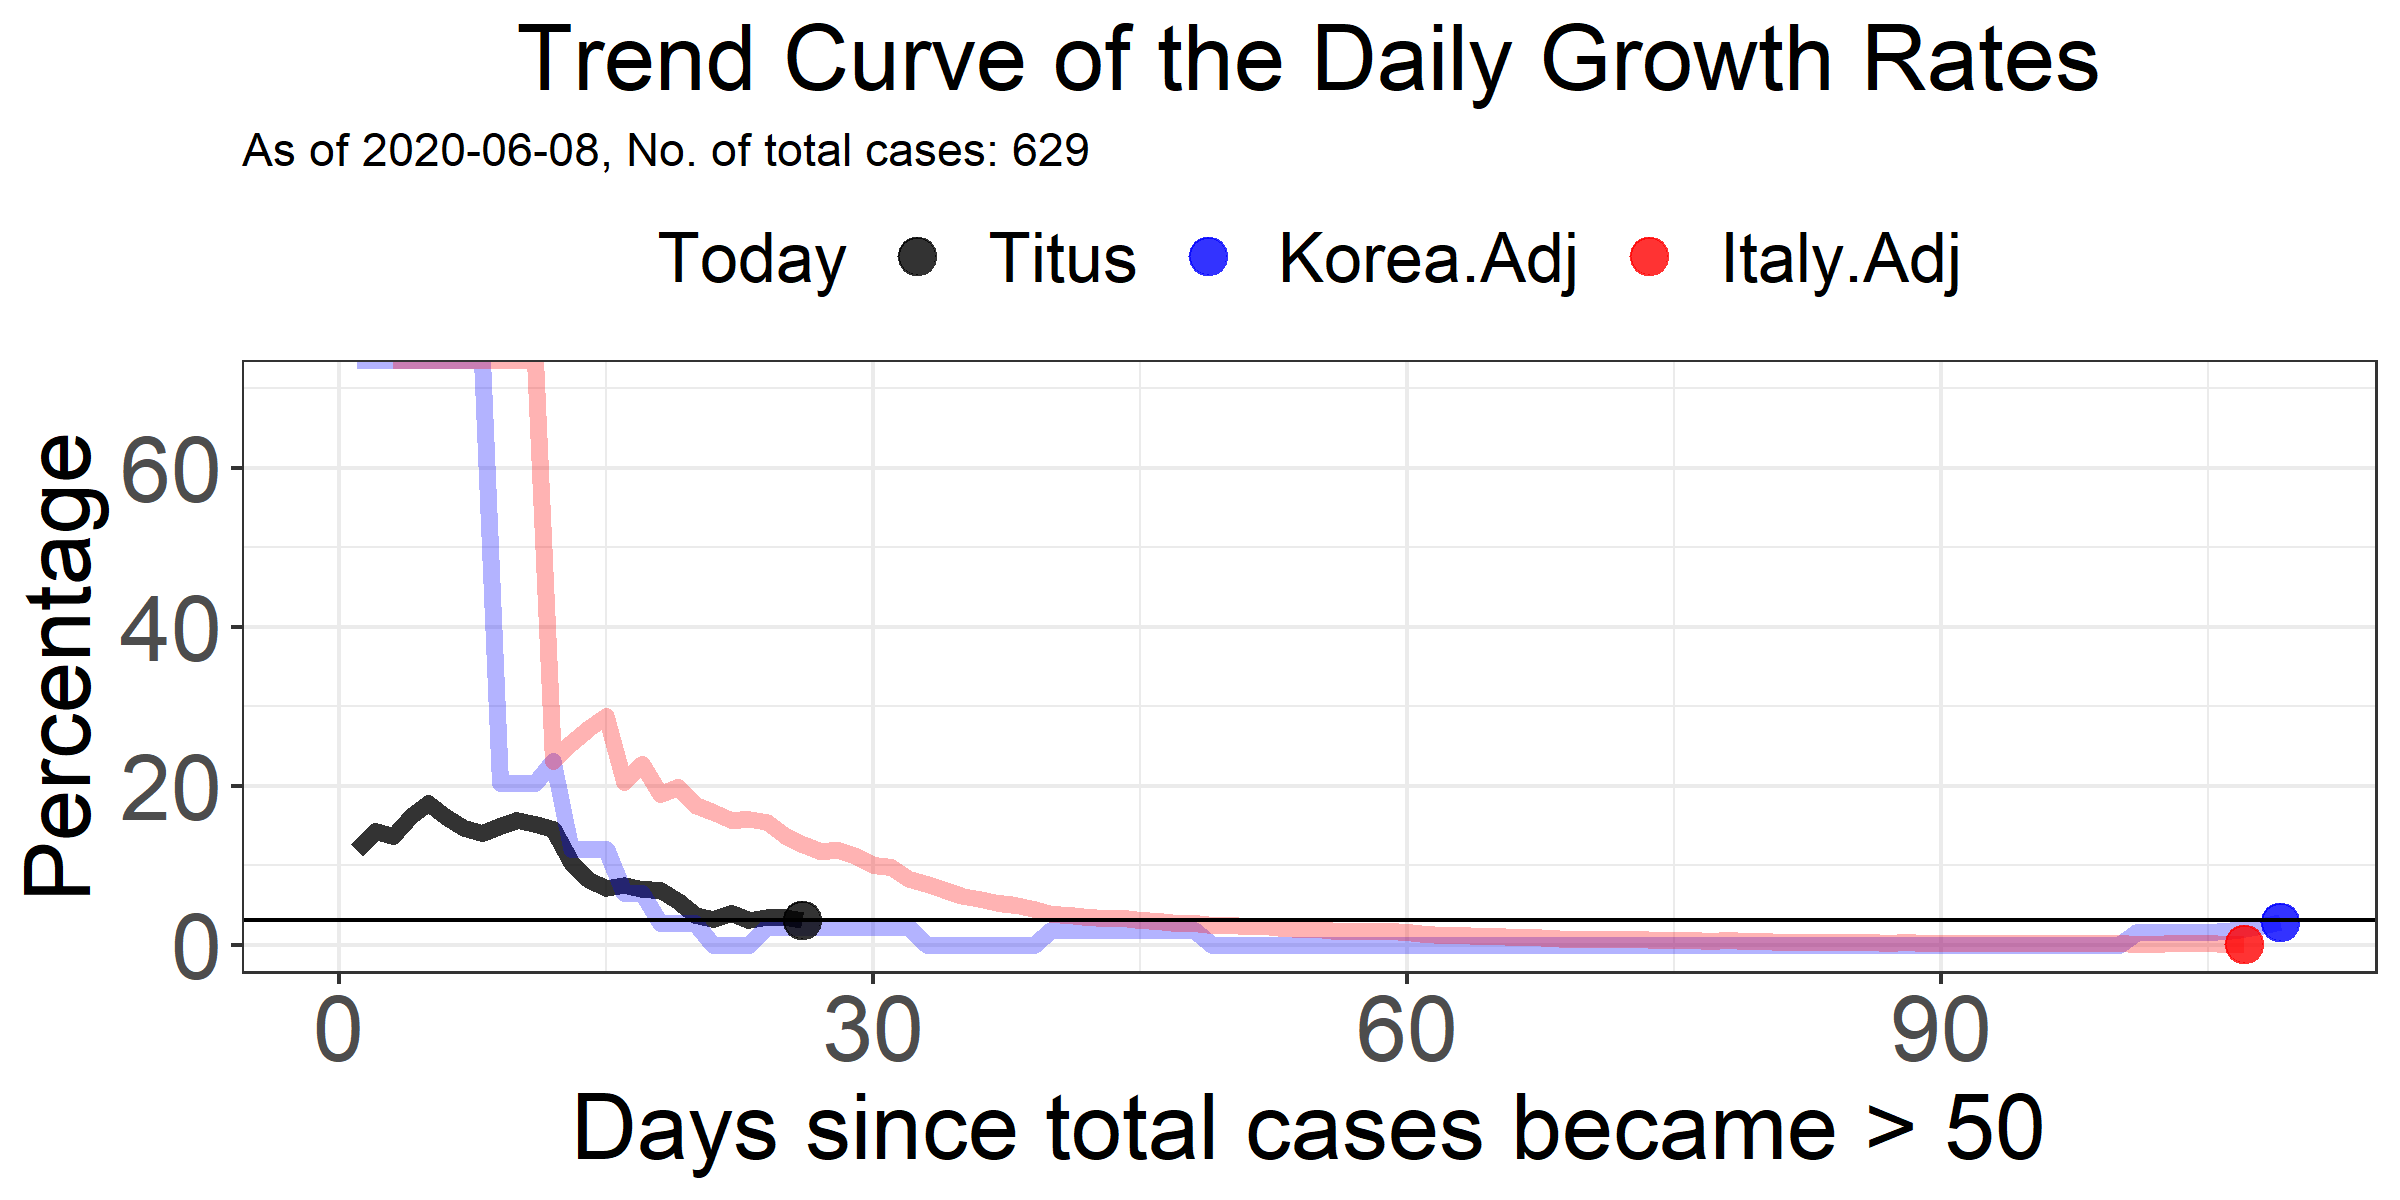 Trend Curve of the Daily Growth Rates
As of 2020-06-08, No. of total cases: 629
Today Titus Korea.Adj Italy.Adj
Percentage
60
40
20
0
0 30 60 90
Days since total cases became > 50